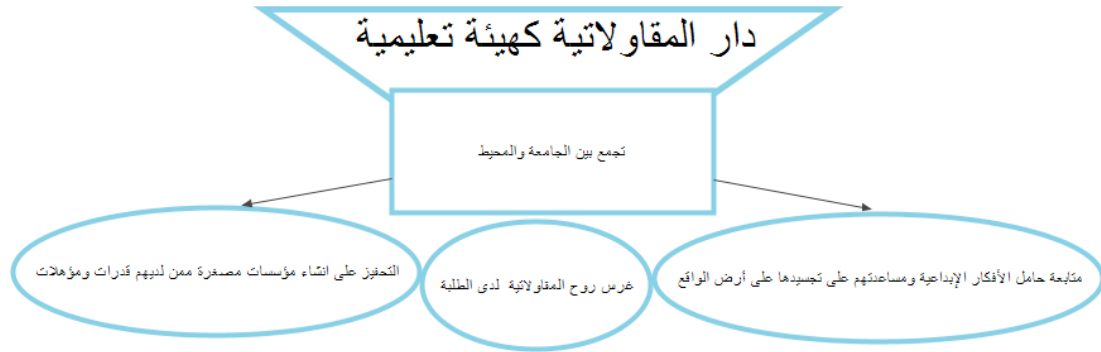 دار المقاولاتية كهيئة تعليمية
تجمع بين الجامعة والمحيط
متابعة حامل الأفكار الإبداعية ومساعدتهم على تجسيدها على أرض الواقع
غرس روح المقاولاتية لدى الطلبة
التحفيز على انشاء مؤسسات مصغرة ممن لديهم قدرات ومؤهلات